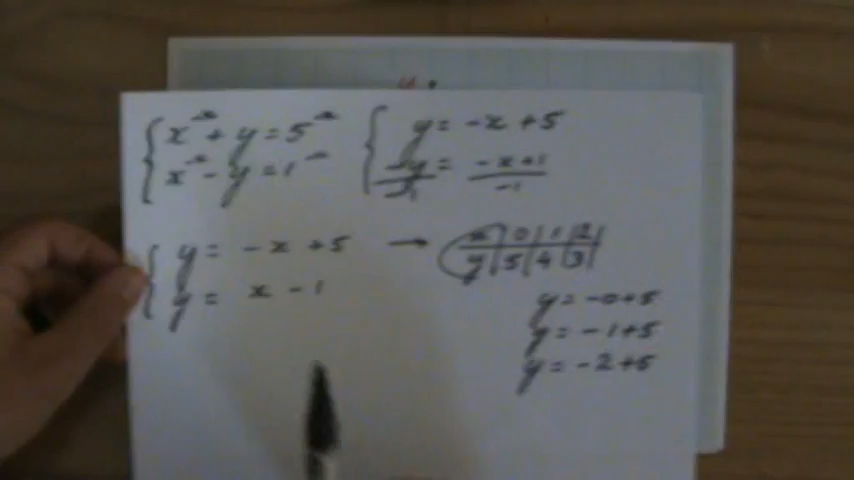 x + y = 5
x - y = 1
y = -x + 5
-y/-1 = -x+1/-1
y = -x + 5 → x | 0 | 1 | 2 |
y | 5 | 4 | 3 |
y = x - 1
y = -0+5
y = -1+5
y = -2+5